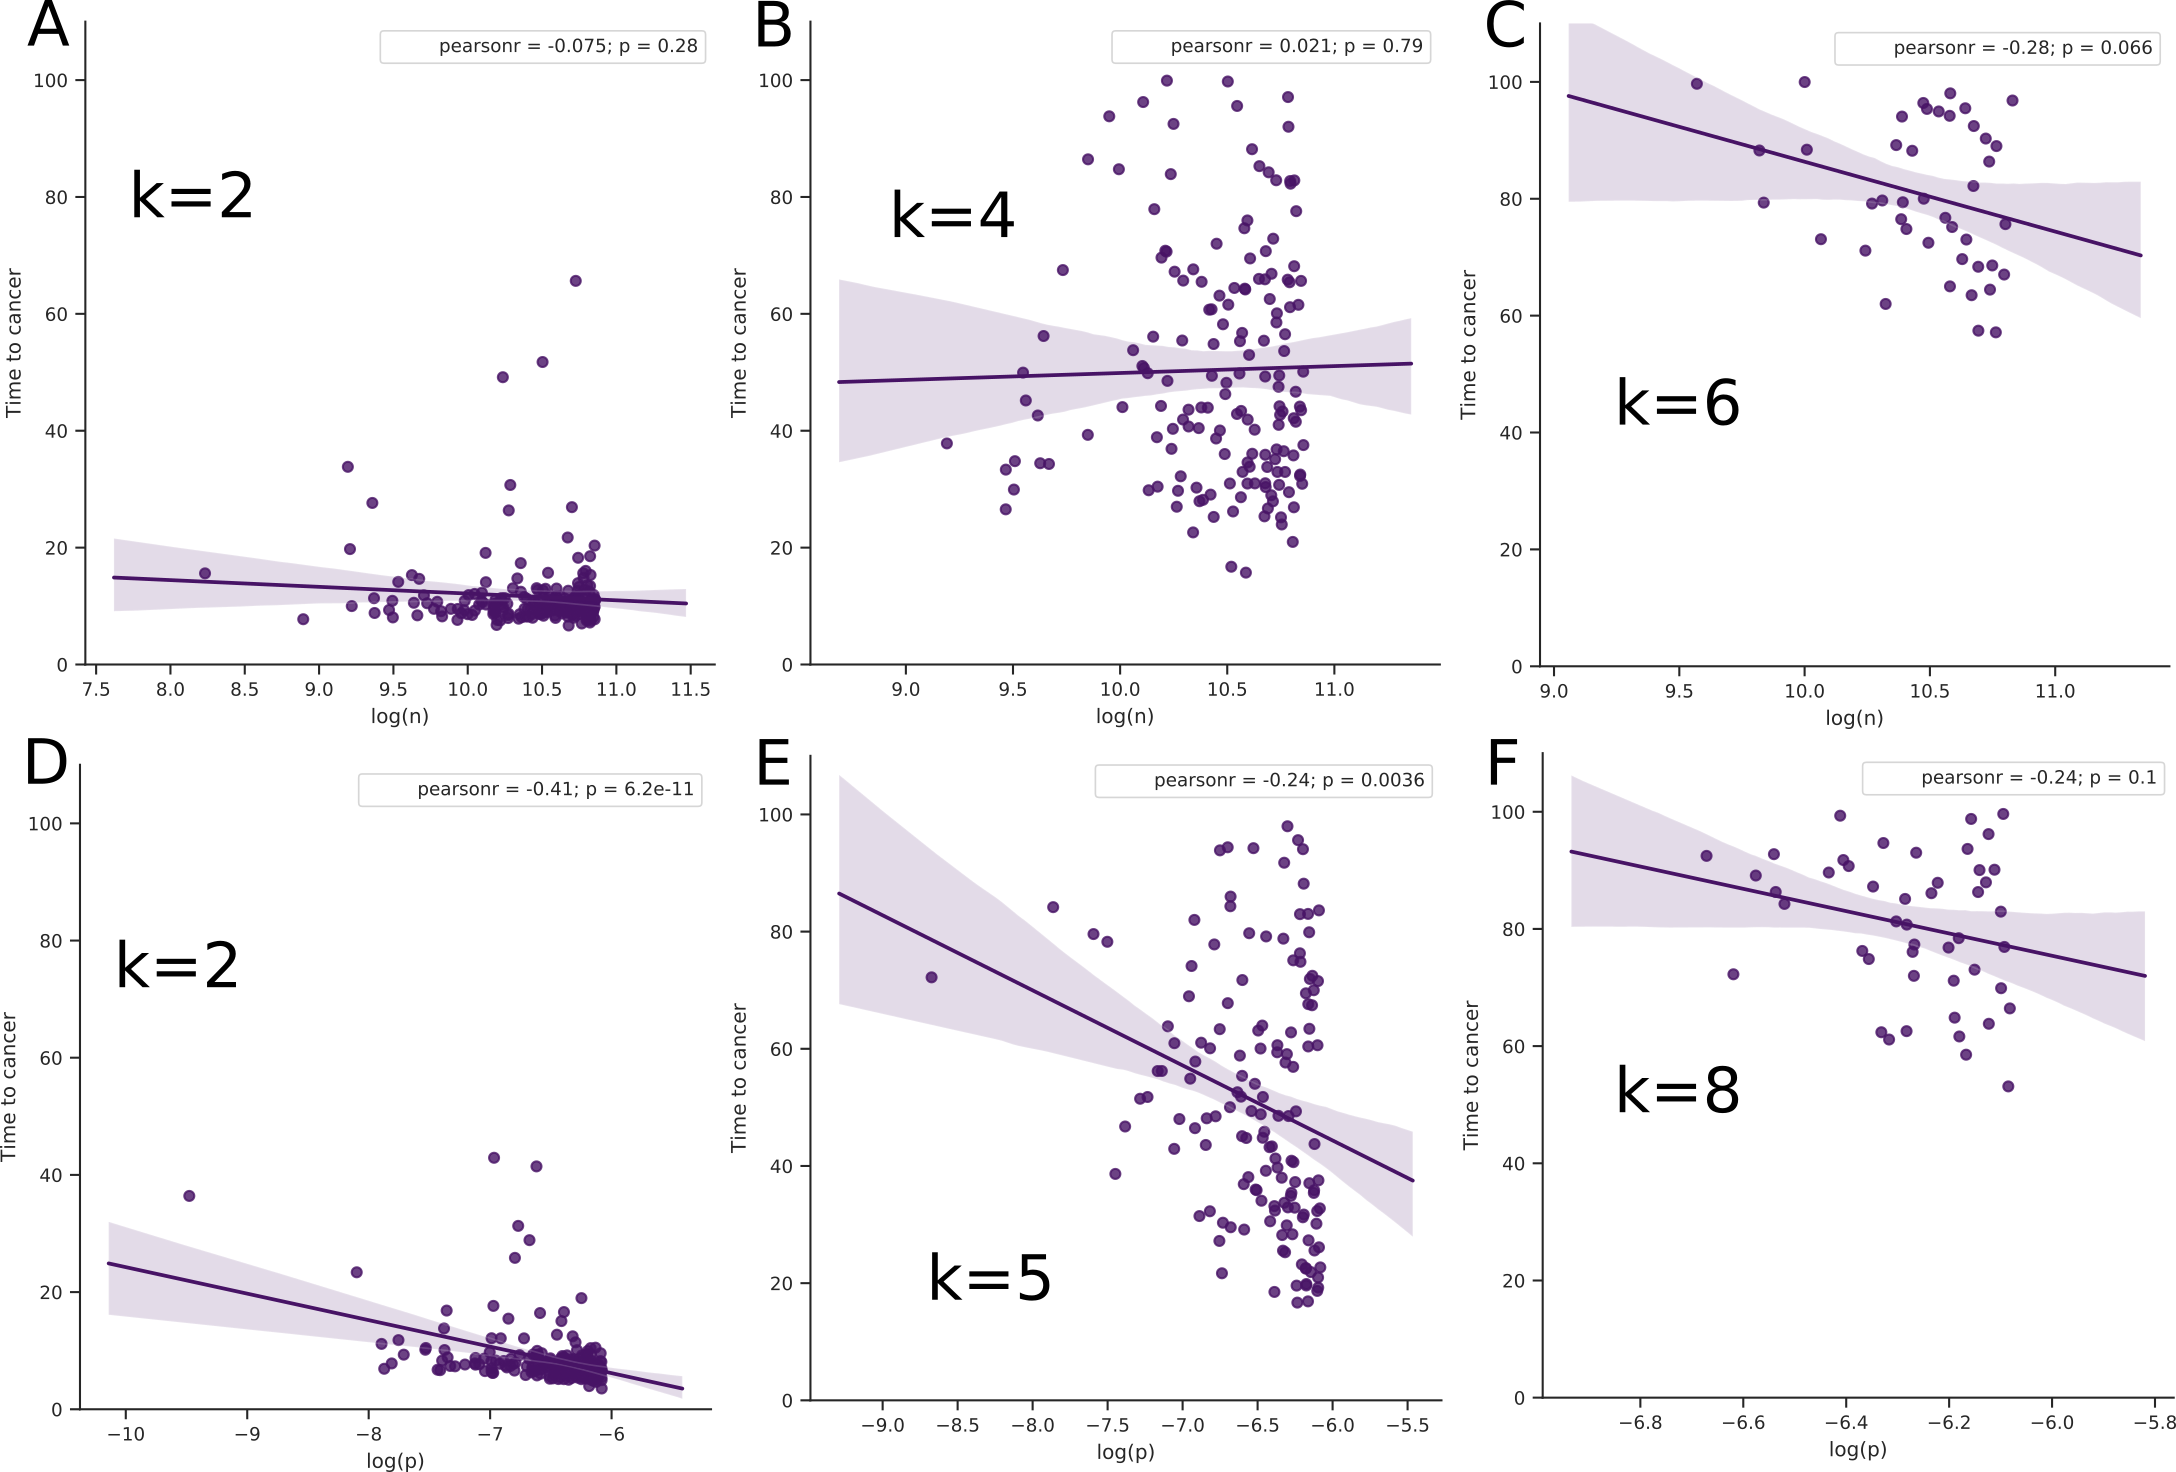 A
pearsonr = -0.075; p = 0.28
k=2
Time to cancer
100
80
60
40
20
0
7.5 8.0 8.5 9.0 9.5 10.0 10.5 11.0 11.5
log(n)
B
pearsonr = 0.021; p = 0.79
k=4
Time to cancer
100
80
60
40
20
0
9.0 9.5 10.0 10.5 11.0
log(n)
C
pearsonr = -0.28; p = 0.066
k=6
Time to cancer
100
80
60
40
20
0
9.0 9.5 10.0 10.5 11.0
log(n)
D
pearsonr = -0.41; p = 6.2e-11
k=2
Time to cancer
100
80
60
40
20
0
−10 −9 −8 −7 −6
log(p)
E
pearsonr = -0.24; p = 0.0036
k=5
Time to cancer
100
80
60
40
20
0
−9.0 −8.5 −8.0 −7.5 −7.0 −6.5 −6.0 −5.5
log(p)
F
pearsonr = -0.24; p = 0.1
k=8
Time to cancer
100
80
60
40
20
0
−6.8 −6.6 −6.4 −6.2 −6.0 −5.8
log(p)